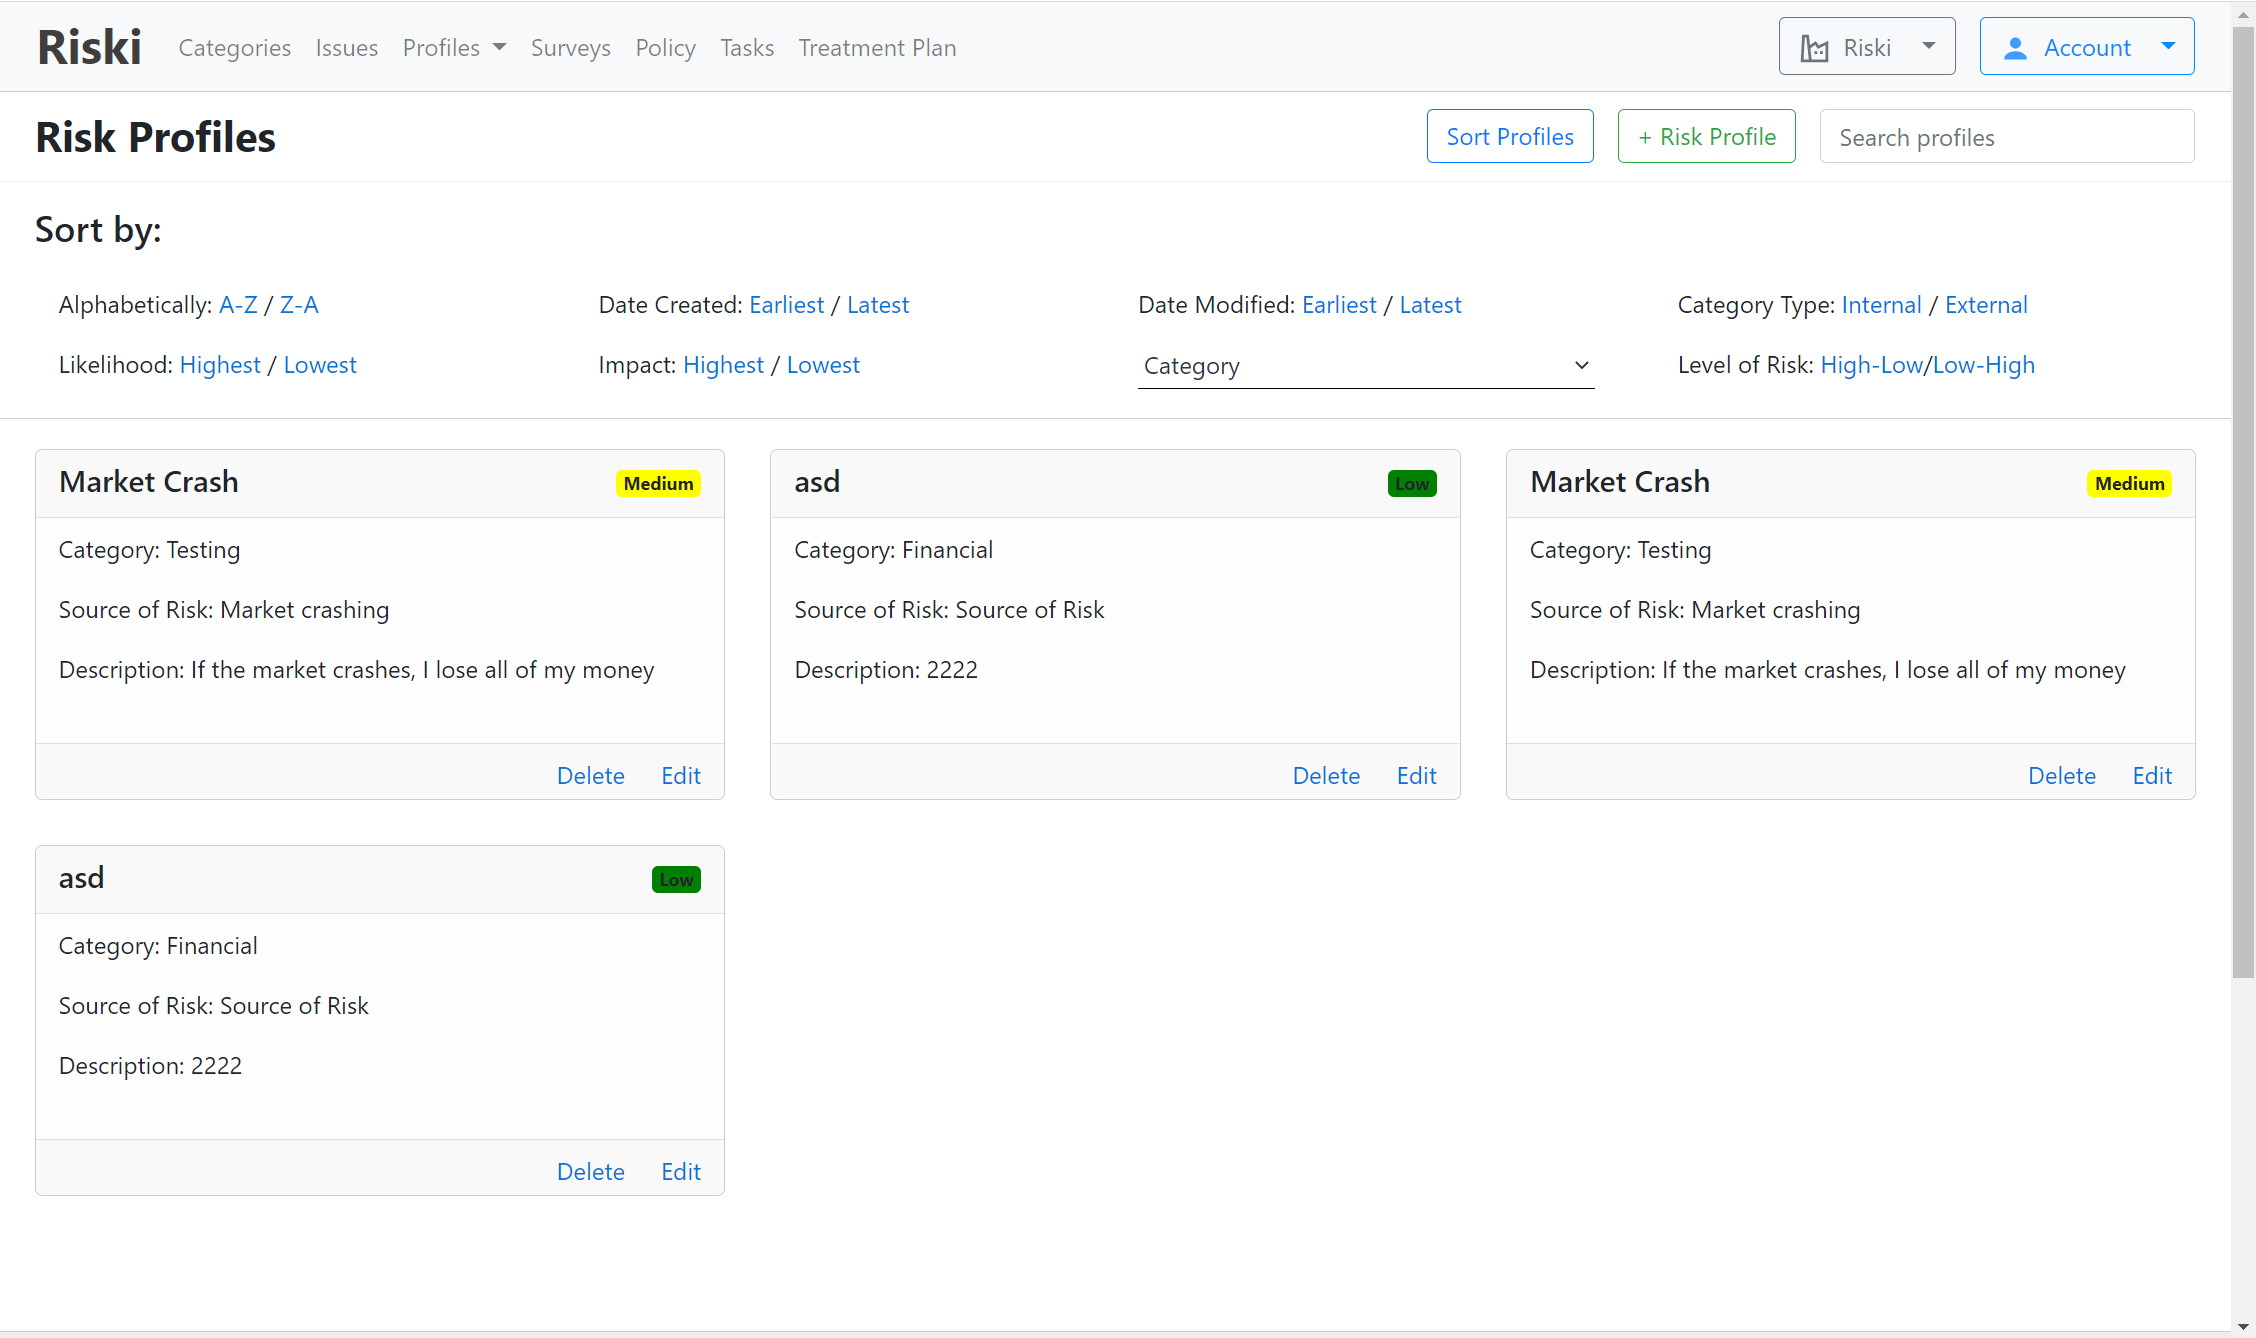 Riski Categories Issues Profiles Surveys Policy Tasks Treatment Plan Riski Account
Risk Profiles Sort Profiles + Risk Profile Search profiles
Sort by:
Alphabetically: A-Z / Z-A Date Created: Earliest / Latest Date Modified: Earliest / Latest Category Type: Internal / External
Likelihood: Highest / Lowest Impact: Highest / Lowest Category Level of Risk: High-Low/Low-High
Market Crash Medium
Category: Testing
Source of Risk: Market crashing
Description: If the market crashes, I lose all of my money
Delete Edit
asd Low
Category: Financial
Source of Risk: Source of Risk
Description: 2222
Delete Edit
Market Crash Medium
Category: Testing
Source of Risk: Market crashing
Description: If the market crashes, I lose all of my money
Delete Edit
asd Low
Category: Financial
Source of Risk: Source of Risk
Description: 2222
Delete Edit